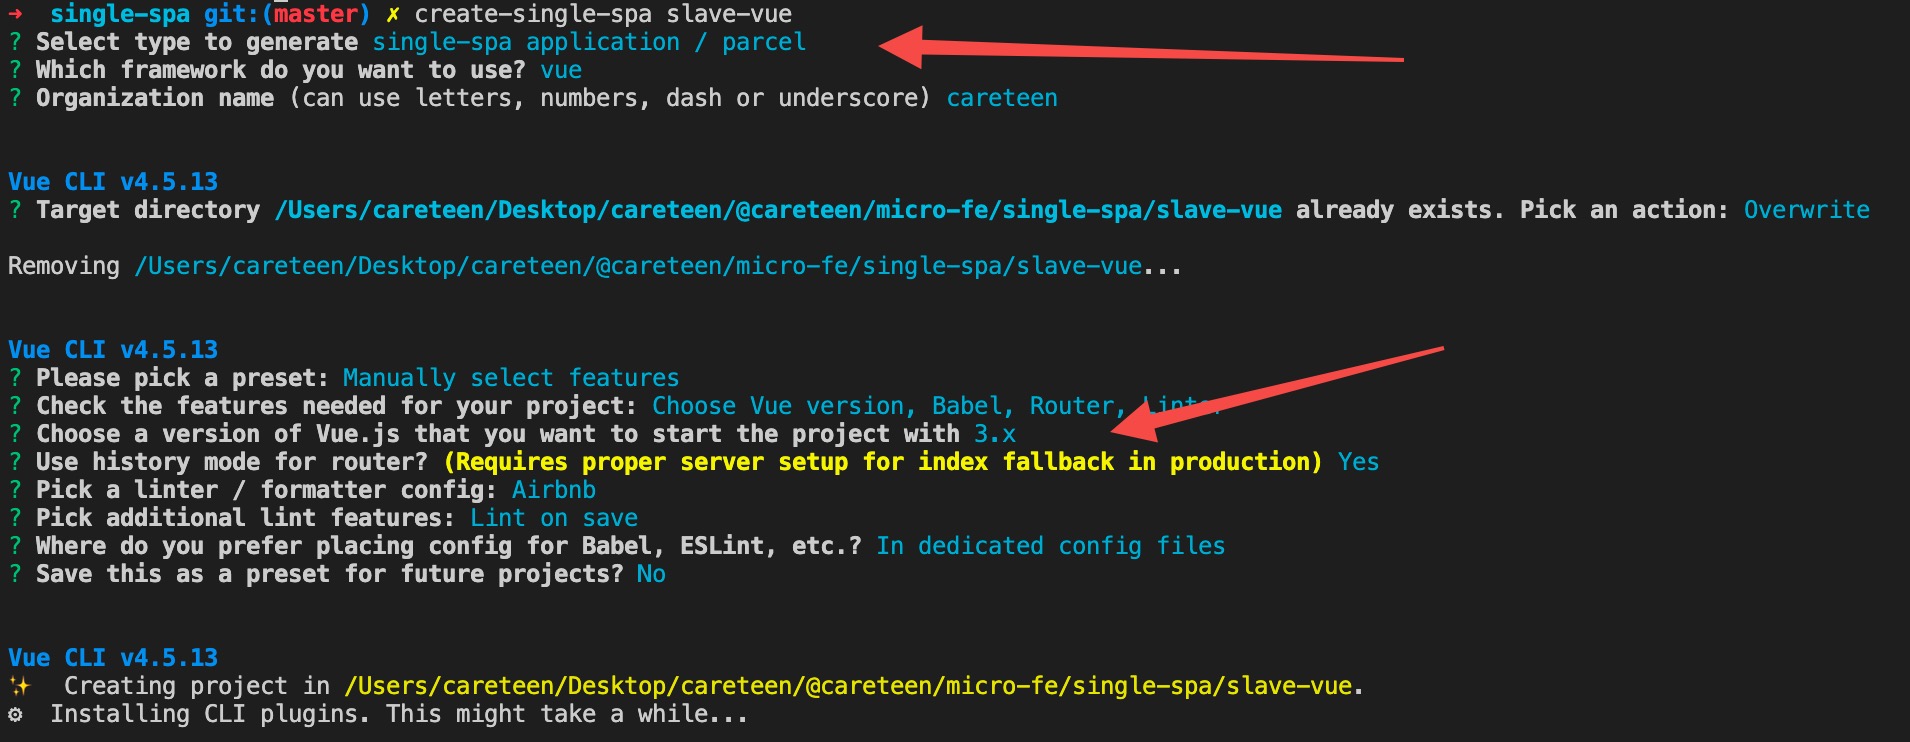 ➜  single-spa git:(master) ✗ create-single-spa slave-vue
? Select type to generate single-spa application / parcel
? Which framework do you want to use? vue
? Organization name (can use letters, numbers, dash or underscore) careteen
Vue CLI v4.5.13
? Target directory /Users/careteen/Desktop/careteen/@careteen/micro-fe/single-spa/slave-vue already exists. Pick an action: Overwrite
Removing /Users/careteen/Desktop/careteen/@careteen/micro-fe/single-spa/slave-vue...
Vue CLI v4.5.13
? Please pick a preset: Manually select features
? Check the features needed for your project: Choose Vue version, Babel, Router, Linter
? Choose a version of Vue.js that you want to start the project with 3.x
? Use history mode for router? (Requires proper server setup for index fallback in production) Yes
? Pick a linter / formatter config: Airbnb
? Pick additional lint features: Lint on save
? Where do you prefer placing config for Babel, ESLint, etc.? In dedicated config files
? Save this as a preset for future projects? No
Vue CLI v4.5.13
✨  Creating project in /Users/careteen/Desktop/careteen/@careteen/micro-fe/single-spa/slave-vue.
⚙  Installing CLI plugins. This might take a while...